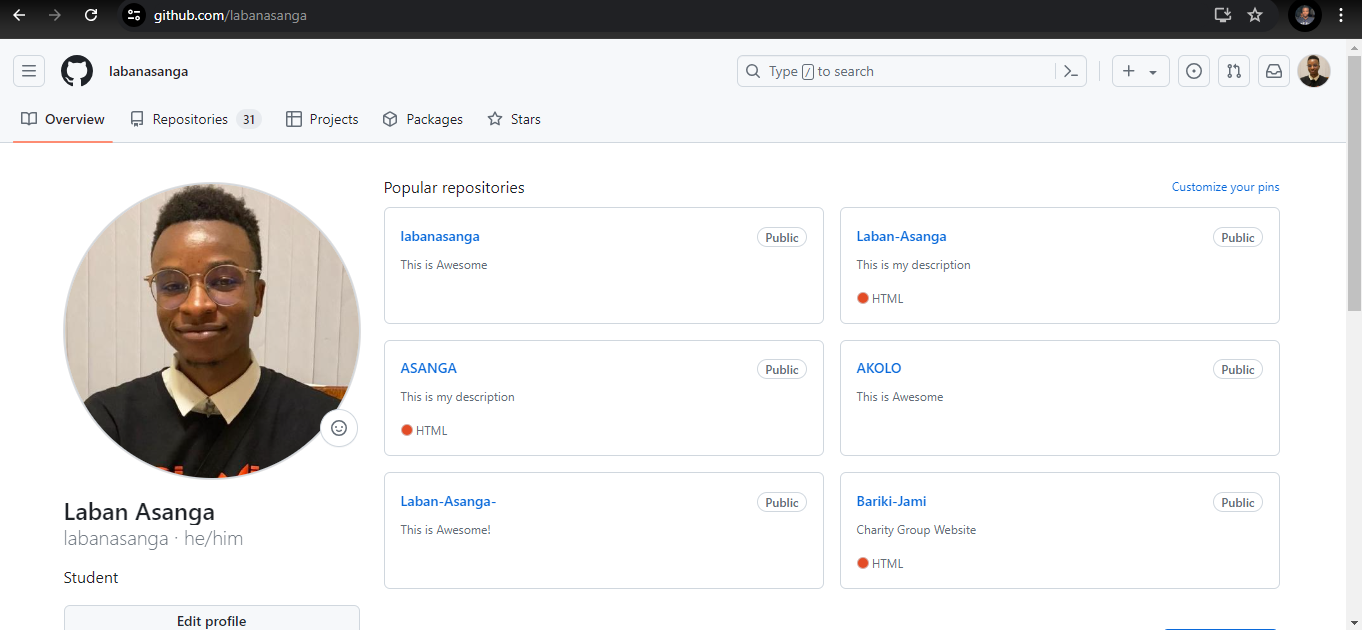 github.com/labanasanga
labanasanga
Type / to search
Overview Repositories 31 Projects Packages Stars
Laban Asanga
labanasanga · he/him
Student
Edit profile
Popular repositories
Customize your pins
labanasanga Public
This is Awesome
Laban-Asanga Public
This is my description
HTML
ASANGA Public
This is my description
HTML
AKOLO Public
This is Awesome
Laban-Asanga- Public
This is Awesome!
Bariki-Jami Public
Charity Group Website
HTML